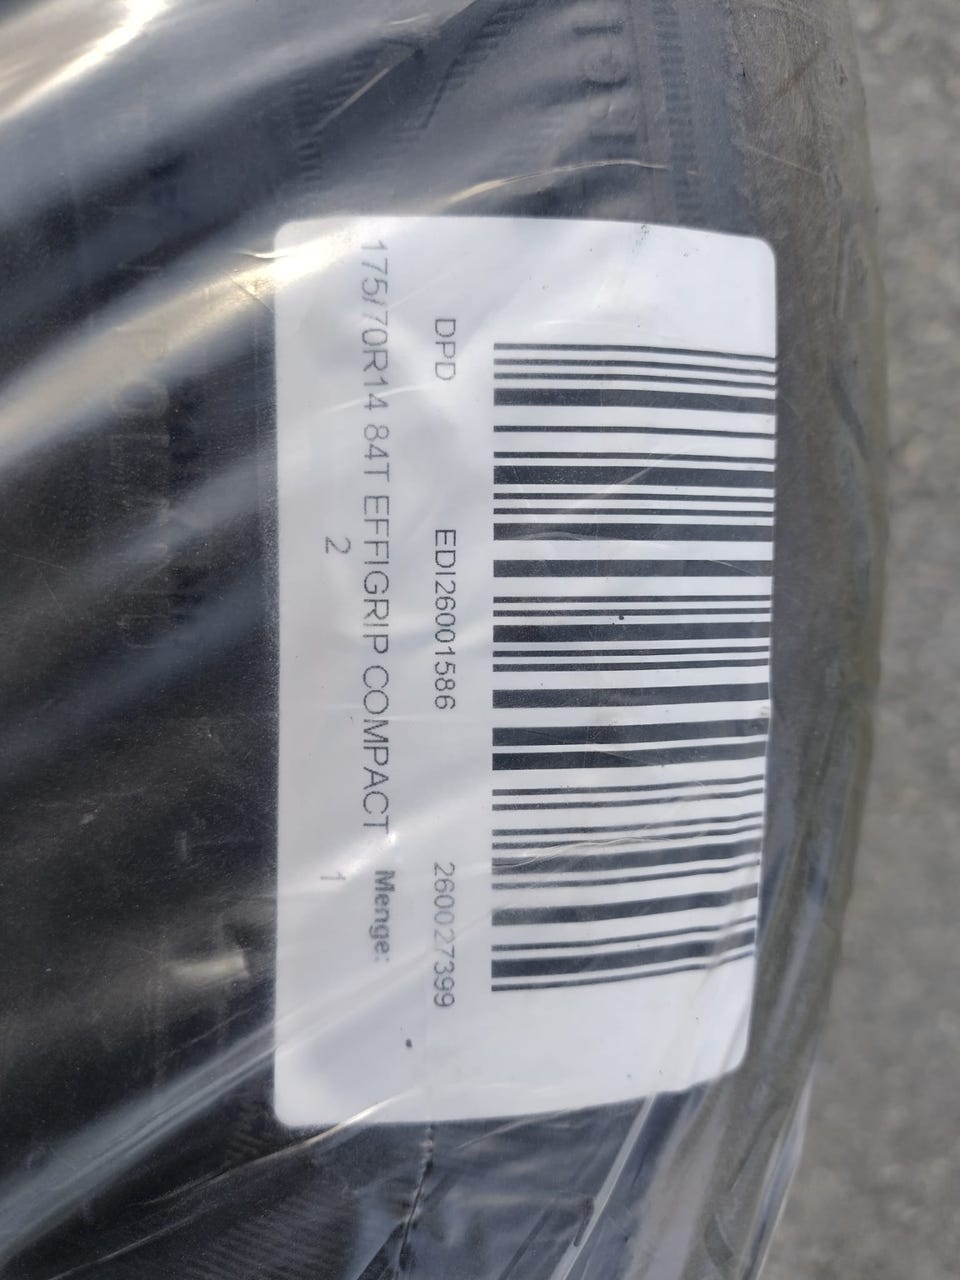 DPD EDI26001586 260027399
175/70R14 84T EFFIGRIP COMPACT Menge:
2 1